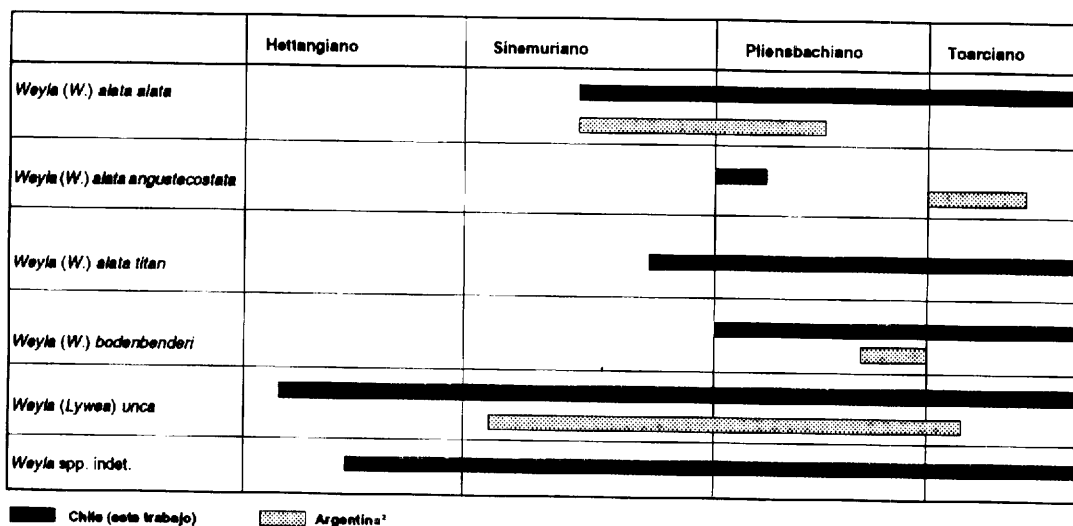 Hettangiano Sinemuriano Pliensbachiano Toarciano
Weyla (W.) alata alata
Weyla (W.) alata angustecostata
Weyla (W.) alata titan
Weyla (W.) bodenbenderi
Weyla (Lywea) unca
Weyla spp. indet.
Chile (este trabajo) Argentina²